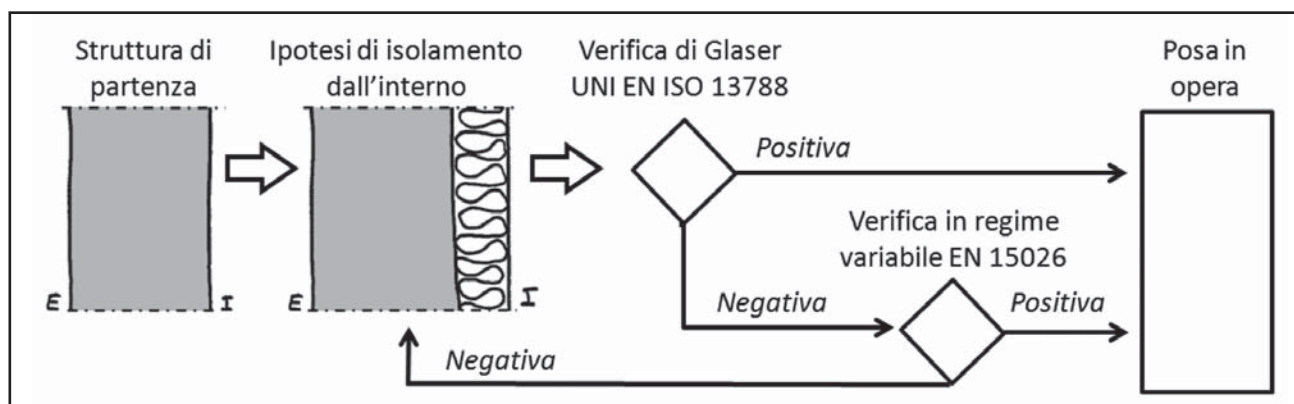 Struttura di
partenza
Ipotesi di isolamento
dall'interno
Verifica di Glaser
UNI EN ISO 13788
Posa in
opera
Positiva
Verifica in regime
variabile EN 15026
E
I
E
I
Negativa
Positiva
Negativa